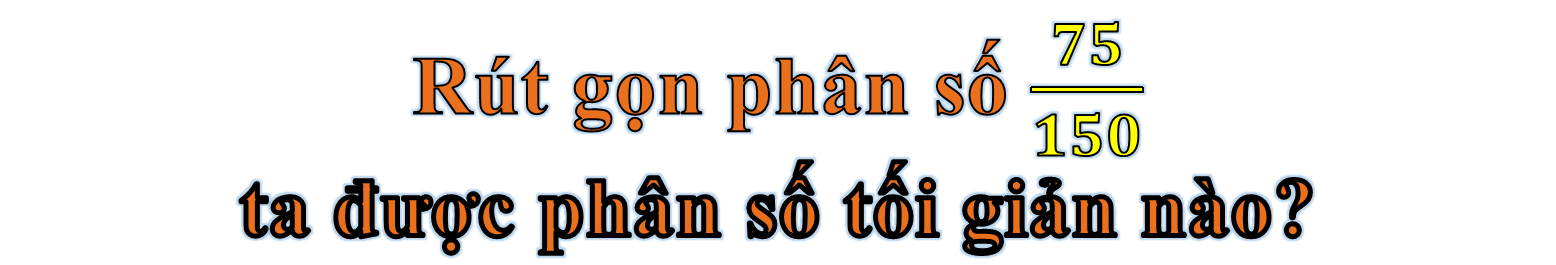 Rút gọn phân số 75/150
ta được phân số tối giản nào?